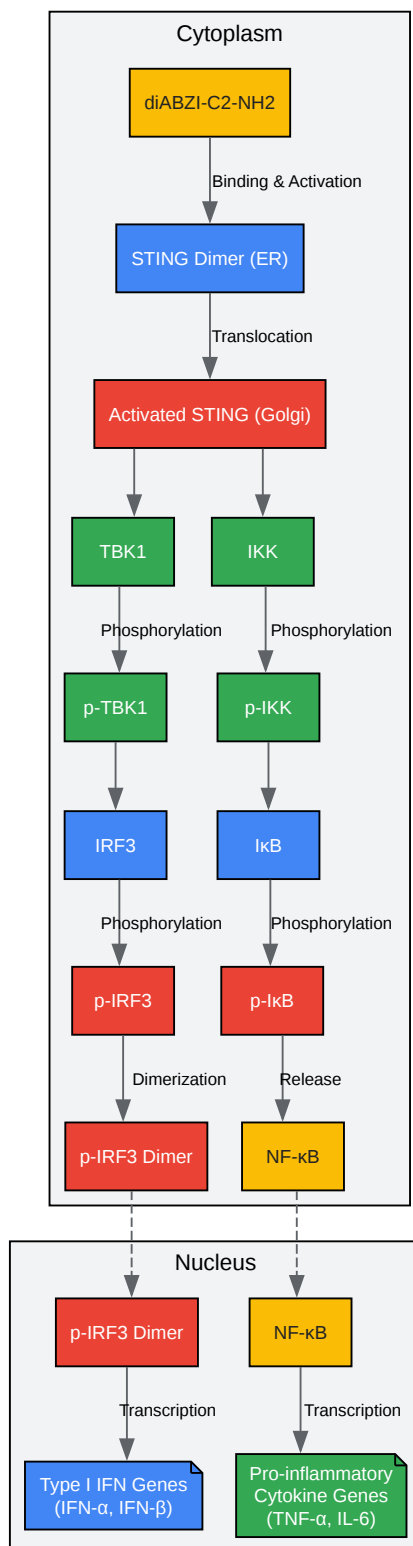 Cytoplasm
diABZI-C2-NH2
Binding & Activation
STING Dimer (ER)
Translocation
Activated STING (Golgi)
TBK1
IKK
Phosphorylation
Phosphorylation
p-TBK1
p-IKK
IRF3
IκB
Phosphorylation
Phosphorylation
p-IRF3
p-IκB
Dimerization
Release
p-IRF3 Dimer
NF-κB
Nucleus
p-IRF3 Dimer
NF-κB
Transcription
Transcription
Type I IFN Genes
(IFN-α, IFN-β)
Pro-inflammatory
Cytokine Genes
(TNF-α, IL-6)